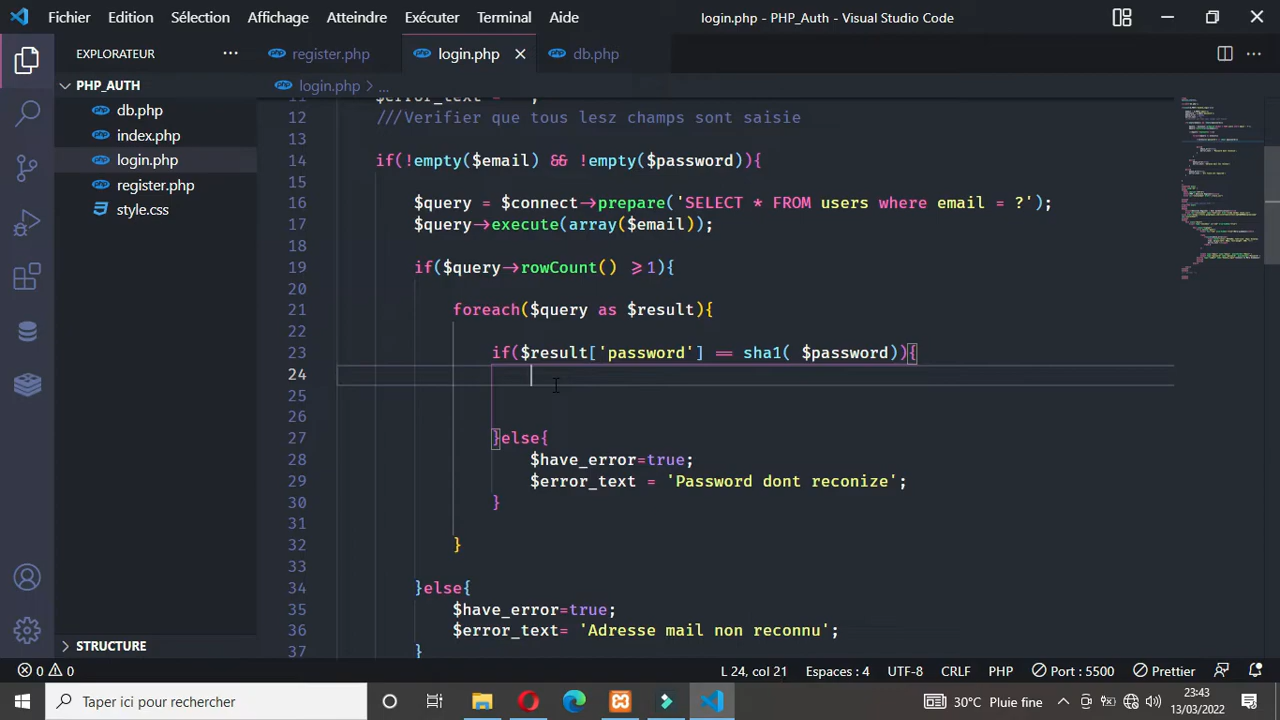 Fichier Edition Sélection Affichage Atteindre Exécuter Terminal Aide login.php - PHP_Auth - Visual Studio Code
EXPLORATEUR
PHP_AUTH
db.php
index.php
login.php
register.php
style.css
STRUCTURE
register.php login.php db.php
login.php > ...
11 $error_text = ;
12 ///Verifierique tous lesz champs sont saisie
13
14 if(!empty($email) && !empty($password)){
15
16 $query = $connect->prepare('SELECT * FROM users where email = ?');
17 $query->execute(array($email));
18
19 if($query->rowCount() >=1){
20
21 foreach($query as $result){
22
23 if($result['password'] == sha1( $password)){
24
25
26
27 }else{
28 $have_error=true;
29 $error_text = 'Password dont reconize';
30 }
31
32 }
33
34 }else{
35 $have_error=true;
36 $error_text= 'Adresse mail non reconnu';
37 }
0 0 L 24, col 21 Espaces : 4 UTF-8 CRLF PHP Port : 5500 Prettier
Taper ici pour rechercher 30°C Pluie fine 23:43
13/03/2022